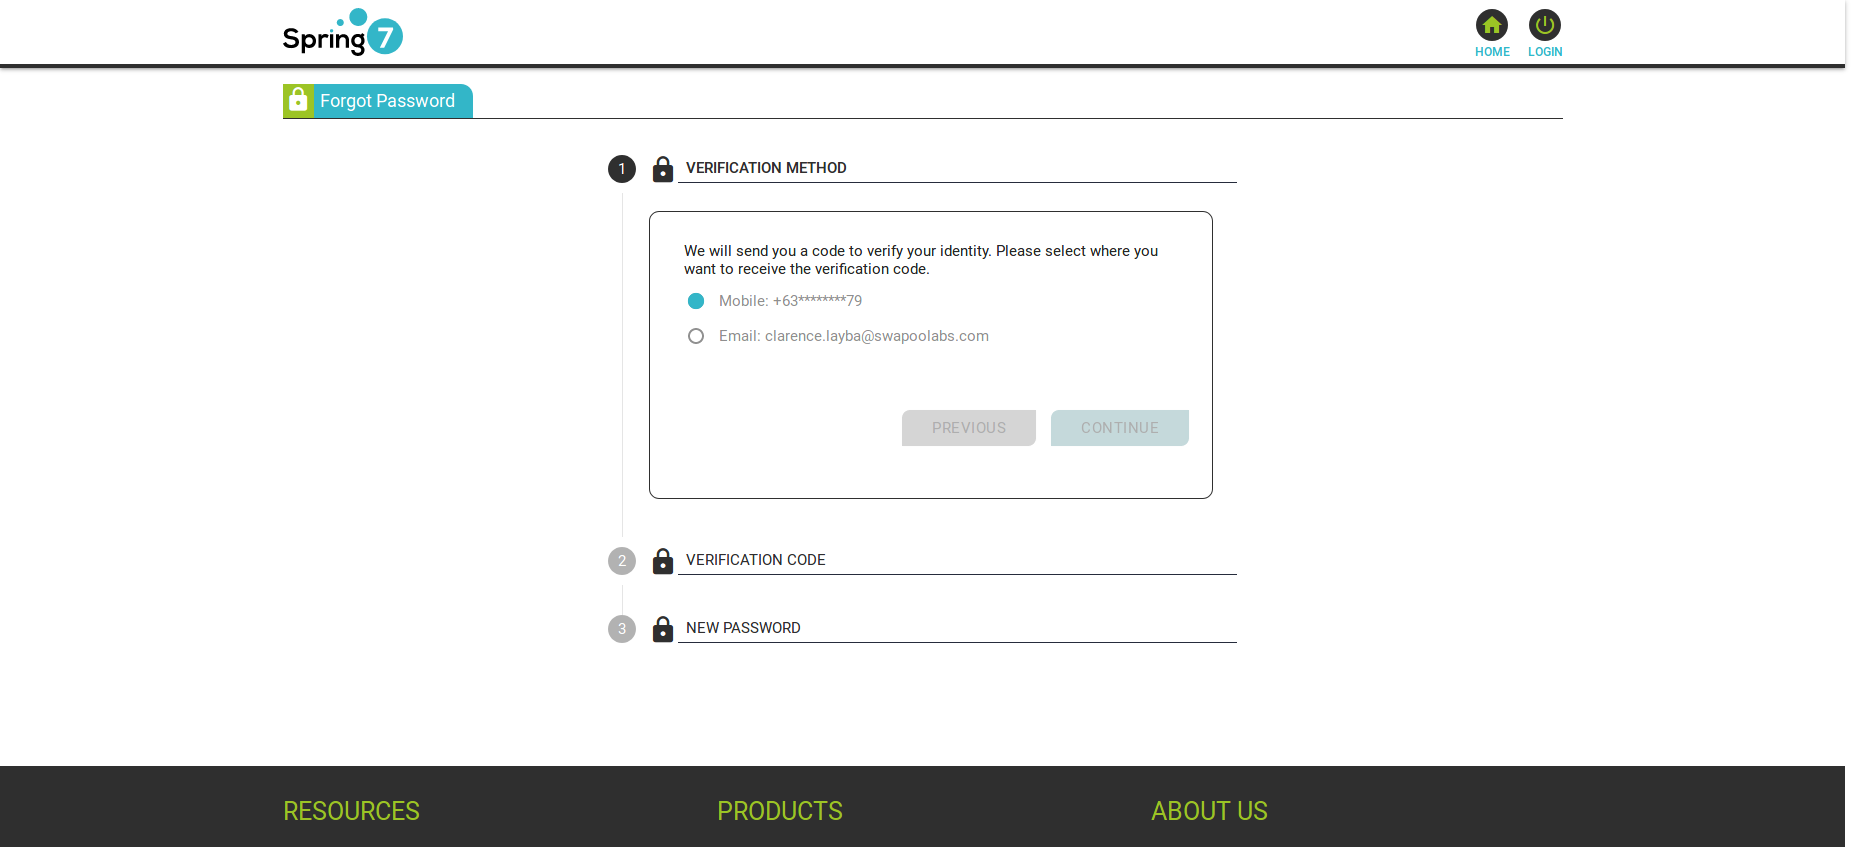 Spring 7
HOME
LOGIN
Forgot Password
1
VERIFICATION METHOD
We will send you a code to verify your identity. Please select where you
want to receive the verification code.
Mobile: +63********79
Email: clarence.layba@swapoolabs.com
PREVIOUS
CONTINUE
2
VERIFICATION CODE
3
NEW PASSWORD
RESOURCES
PRODUCTS
ABOUT US